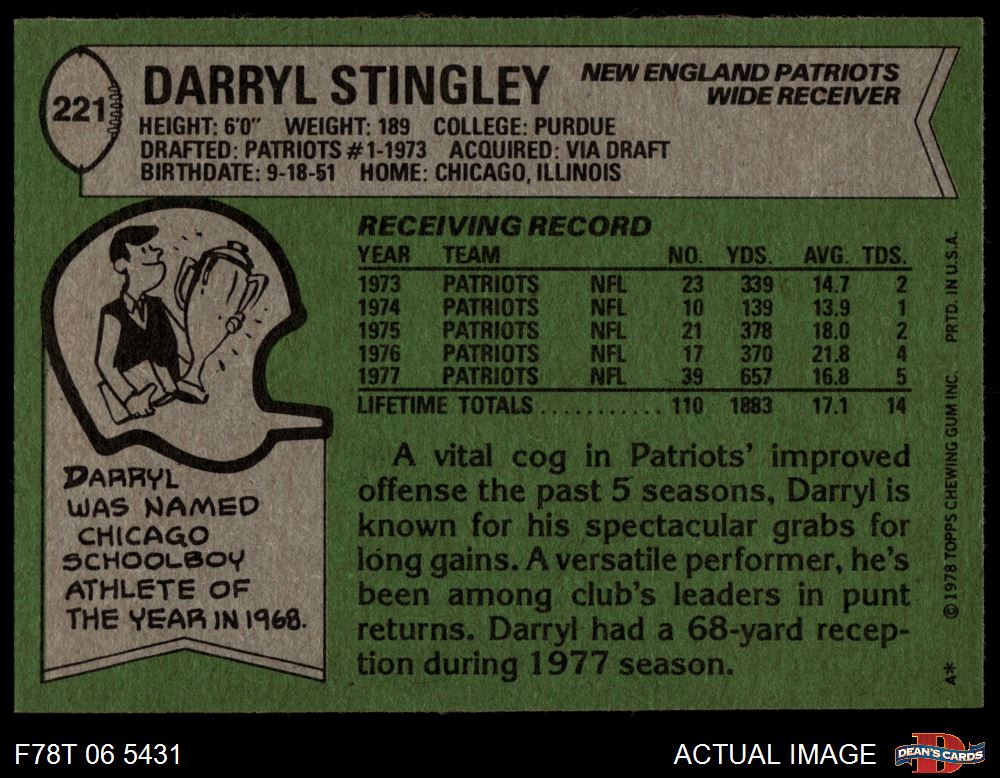 221
DARRYL STINGLEY
NEW ENGLAND PATRIOTS
WIDE RECEIVER
HEIGHT: 6'0" WEIGHT: 189 COLLEGE: PURDUE
DRAFTED: PATRIOTS #1-1973 ACQUIRED: VIA DRAFT
BIRTHDATE: 9-18-51 HOME: CHICAGO, ILLINOIS
RECEIVING RECORD
YEAR TEAM NO. YDS. AVG. TDS.
1973 PATRIOTS NFL 23 339 14.7 2
1974 PATRIOTS NFL 10 139 13.9 1
1975 PATRIOTS NFL 21 378 18.0 2
1976 PATRIOTS NFL 17 370 21.8 4
1977 PATRIOTS NFL 39 657 16.8 5
LIFETIME TOTALS ........... 110 1883 17.1 14
A vital cog in Patriots' improved
offense the past 5 seasons, Darryl is
known for his spectacular grabs for
long gains. A versatile performer, he's
been among club's leaders in punt
returns. Darryl had a 68-yard recep-
tion during 1977 season.
DARRYL
WAS NAMED
CHICAGO
SCHOOLBOY
ATHLETE OF
THE YEAR IN 1968.
A* © 1978 TOPPS CHEWING GUM INC. PRTD. IN U.S.A.
F78T 06 5431
ACTUAL IMAGE
D
DEAN'S CARDS